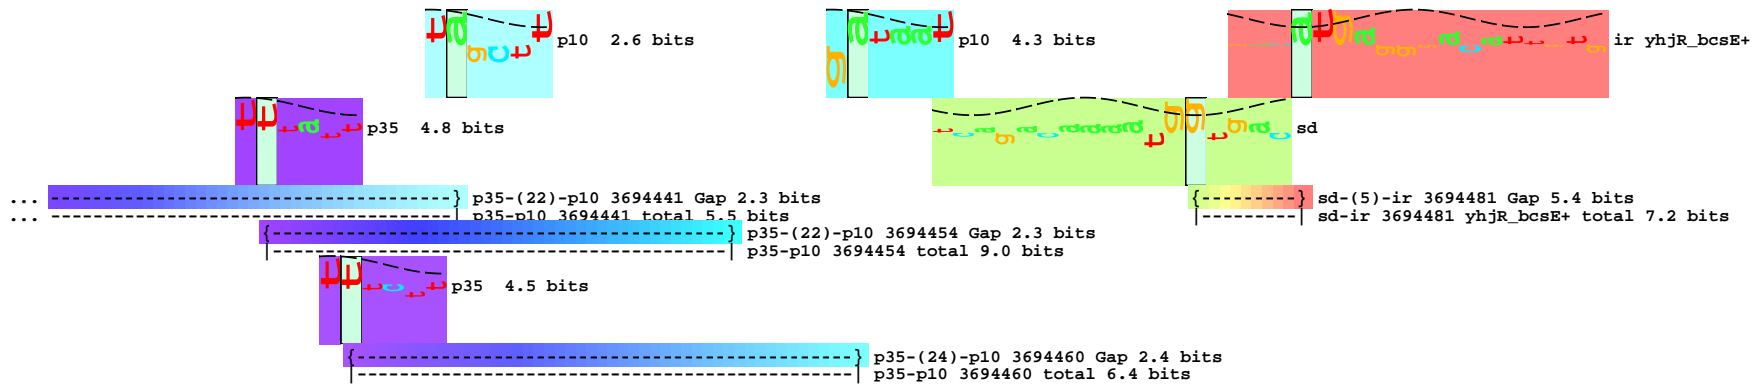 tagctt p10 2.6 bits
gataat p10 4.3 bits
ir yhjR_bcsE+
tttatt p35 4.8 bits
sd
... {--------------------} p35-(22)-p10 3694441 Gap 2.3 bits
... |--------------------| p35-p10 3694441 total 5.5 bits
sd-(5)-ir 3694481 Gap 5.4 bits
sd-ir 3694481 yhjR_bcsE+ total 7.2 bits
p35-(22)-p10 3694454 Gap 2.3 bits
p35-p10 3694454 total 9.0 bits
tttctt p35 4.5 bits
p35-(24)-p10 3694460 Gap 2.4 bits
p35-p10 3694460 total 6.4 bits